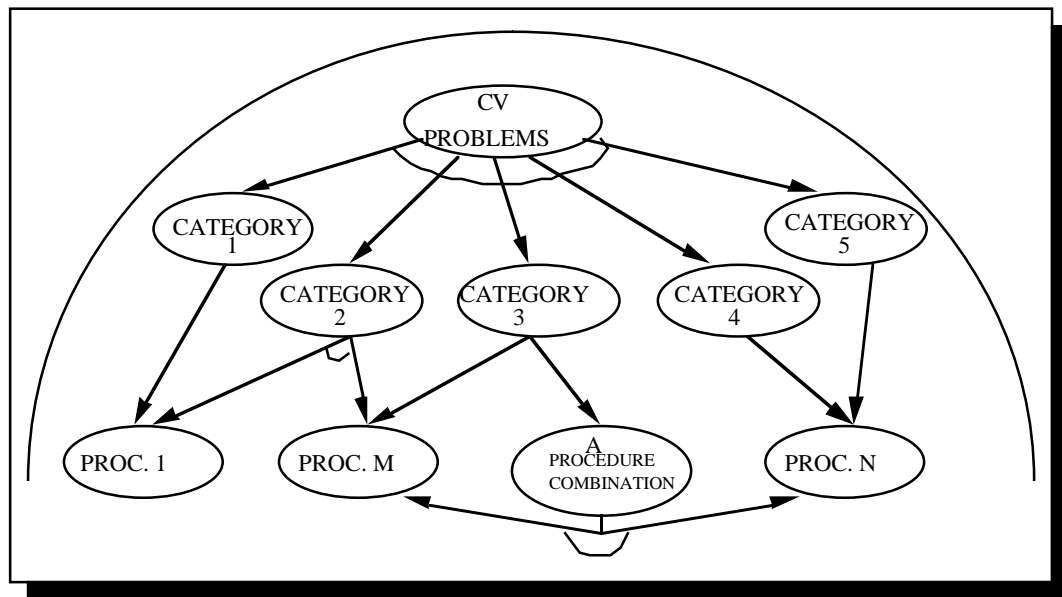 CV
PROBLEMS
CATEGORY
1
CATEGORY
5
CATEGORY
2
CATEGORY
3
CATEGORY
4
PROC. 1
PROC. M
A
PROCEDURE
COMBINATION
PROC. N